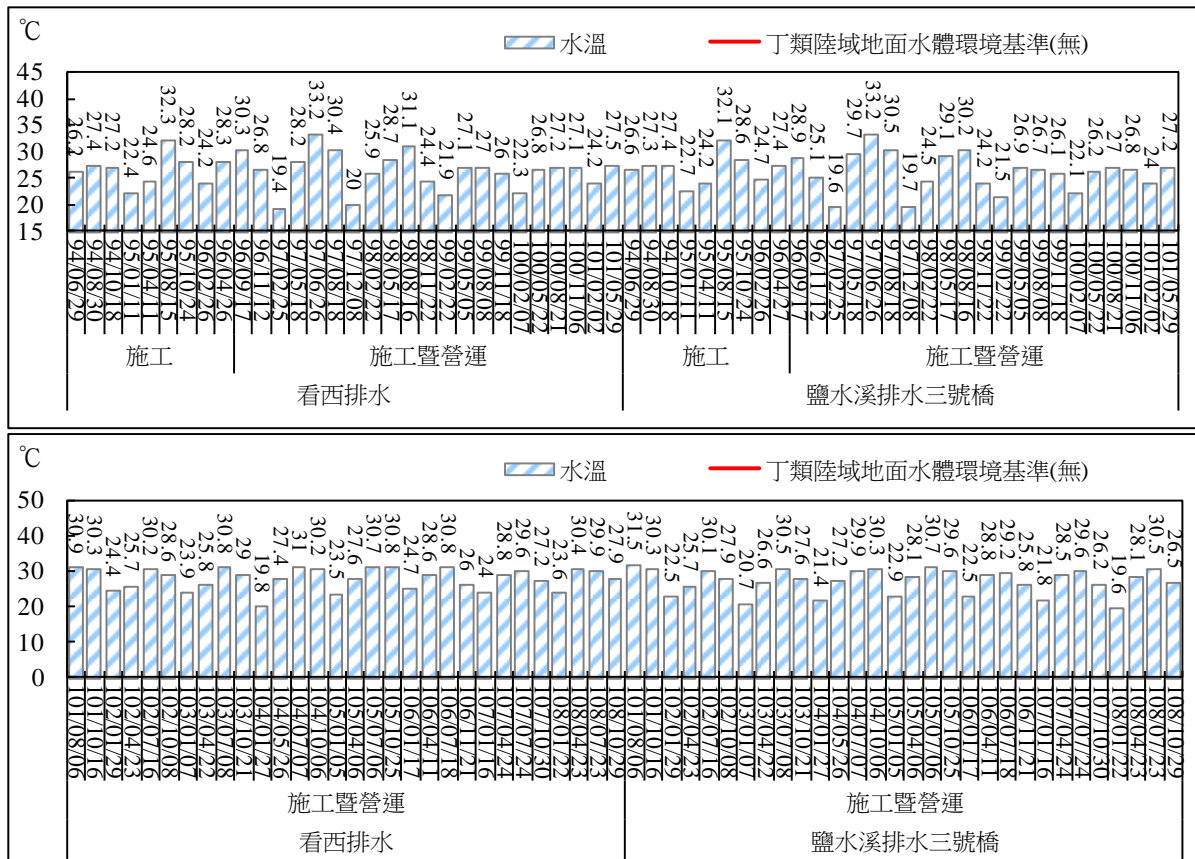 ℃
水溫 丁類陸域地面水體環境基準(無)
45
40
35
30
25
20
15
26.2 27.4 27.2 22.4 24.6 32.3 28.2 24.2 28.3 30.3 26.8 19.4 28.2 33.2 30.4 20 25.9 28.7 31.1 24.4 21.9 27.1 27 26 22.3 26.8 27.2 27.1 24.2 27.5 26.6 27.3 27.4 22.7 24.2 32.1 28.6 24.7 27.4 28.9 25.1 19.6 29.7 33.2 30.5 19.7 24.5 29.1 30.2 24.2 21.5 26.9 26.7 26.1 22.1 26.2 27 26.8 24 27.2
94/06/29 94/08/30 94/10/18 95/01/11 95/04/11 95/08/15 95/10/24 96/02/26 96/04/26 96/09/17 96/11/12 97/02/25 97/05/18 97/06/26 97/08/18 97/12/08 98/02/22 98/05/17 98/08/16 98/11/22 99/02/22 99/05/05 99/08/08 99/11/18 100/02/07 100/05/22 100/08/21 100/11/06 101/02/02 101/05/29 94/06/29 94/08/30 94/10/18 95/01/11 95/04/11 95/08/15 95/10/24 96/02/26 96/04/26 96/09/17 96/11/12 97/02/25 97/05/18 97/06/26 97/08/18 97/12/08 98/02/22 98/05/17 98/08/16 98/11/22 99/02/22 99/05/05 99/08/08 99/11/18 100/02/07 100/05/22 100/08/21 100/11/06 101/02/02 101/05/29
施工 施工暨營運 施工 施工暨營運
看西排水 鹽水溪排水三號橋
℃
水溫 丁類陸域地面水體環境基準(無)
50
40
30
20
10
0
30.9 30.3 24.4 25.7 30.2 28.6 23.9 25.8 30.8 29 19.8 27.4 31 30.2 23.5 27.6 30.7 30.8 24.7 28.6 30.8 26 24 28.8 29.6 27.2 23.6 30.4 29.9 27.9 31.5 30.3 22.5 25.7 30.1 27.9 20.7 26.6 30.5 27.6 21.4 27.2 29.9 30.3 22.9 28.1 30.7 29.6 22.5 28.8 29.2 25.8 21.8 28.5 29.6 26.2 19.6 28.1 30.5 26.5
101/08/06 101/10/16 102/01/29 102/04/23 102/07/16 102/10/08 103/01/07 103/04/22 103/07/08 103/10/21 104/01/27 104/05/26 104/07/07 104/10/06 105/01/05 105/04/06 105/07/06 105/10/25 106/01/17 106/04/11 106/07/18 106/11/21 107/01/16 107/04/24 107/07/24 107/10/30 108/01/22 108/04/23 108/07/23 108/10/29 101/08/06 101/10/16 102/01/29 102/04/23 102/07/16 102/10/08 103/01/07 103/04/22 103/07/08 103/10/21 104/01/27 104/05/26 104/07/07 104/10/06 105/01/05 105/04/06 105/07/06 105/10/25 106/01/17 106/04/11 106/07/18 106/11/21 107/01/16 107/04/24 107/07/24 107/10/30 108/01/22 108/04/23 108/07/23 108/10/29
施工暨營運 施工暨營運
看西排水 鹽水溪排水三號橋